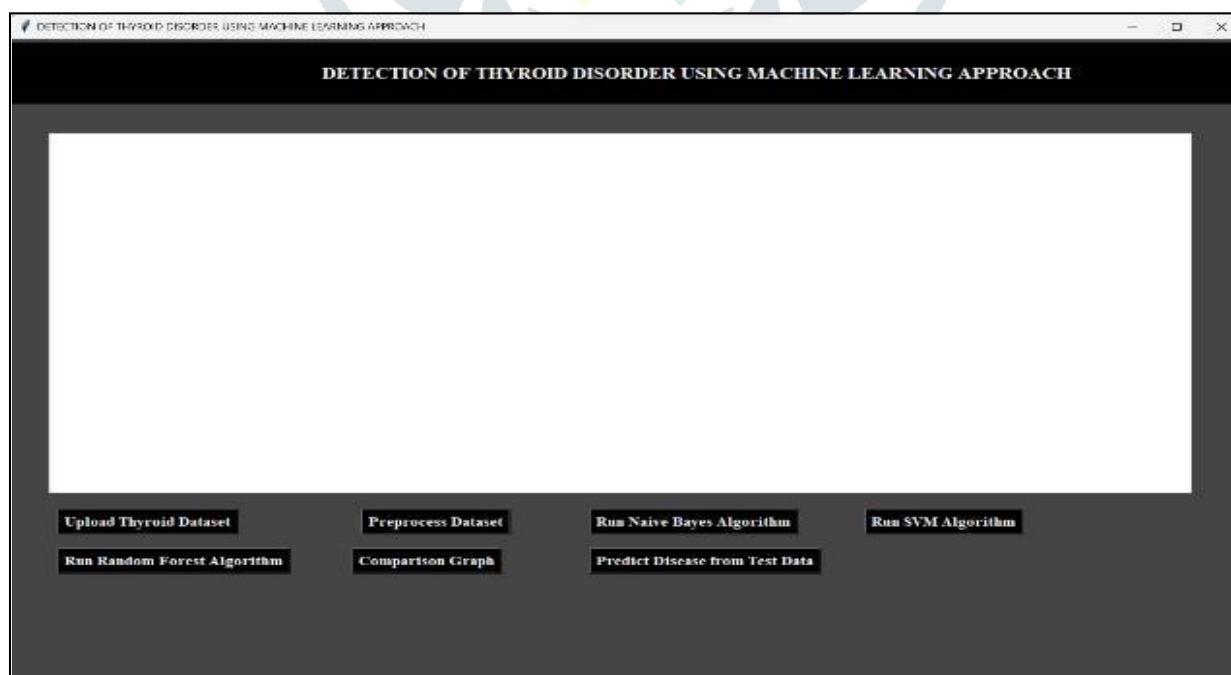 DETECTION OF THYROID DISORDER USING MACHINE LEARNING APPROACH
DETECTION OF THYROID DISORDER USING MACHINE LEARNING APPROACH
Upload Thyroid Dataset
Preprocess Dataset
Run Naive Bayes Algorithm
Run SVM Algorithm
Run Random Forest Algorithm
Comparison Graph
Predict Disease from Test Data